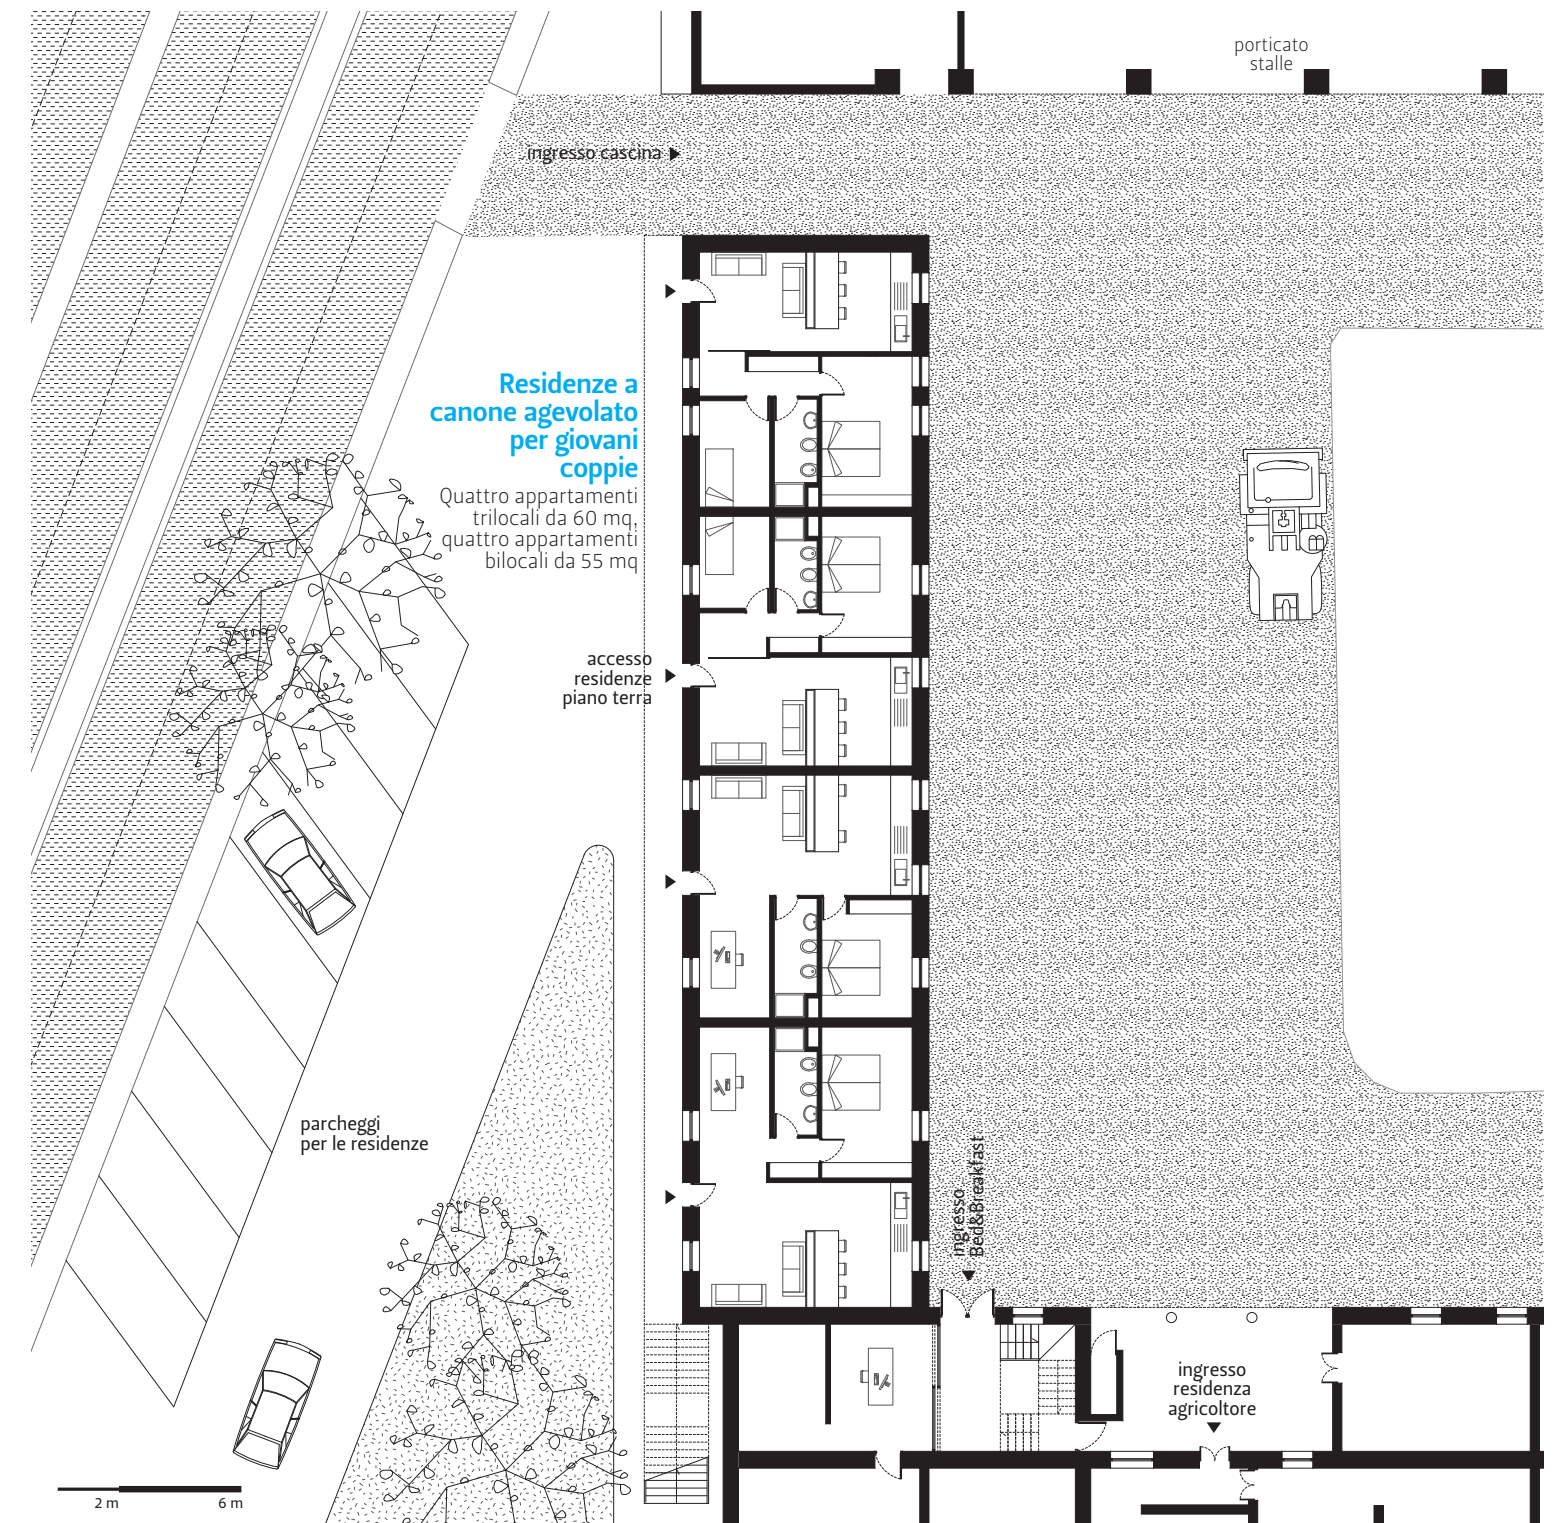 porticato
stalle
ingresso cascina
Residenze a
canone agevolato
per giovani
coppie
Quattro appartamenti
trilocali da 60 mq,
quattro appartamenti
bilocali da 55 mq
accesso
residenze
piano terra
parcheggi
per le residenze
ingresso
Bed&Breakfast
ingresso
residenza
agricoltore
2 m
6 m